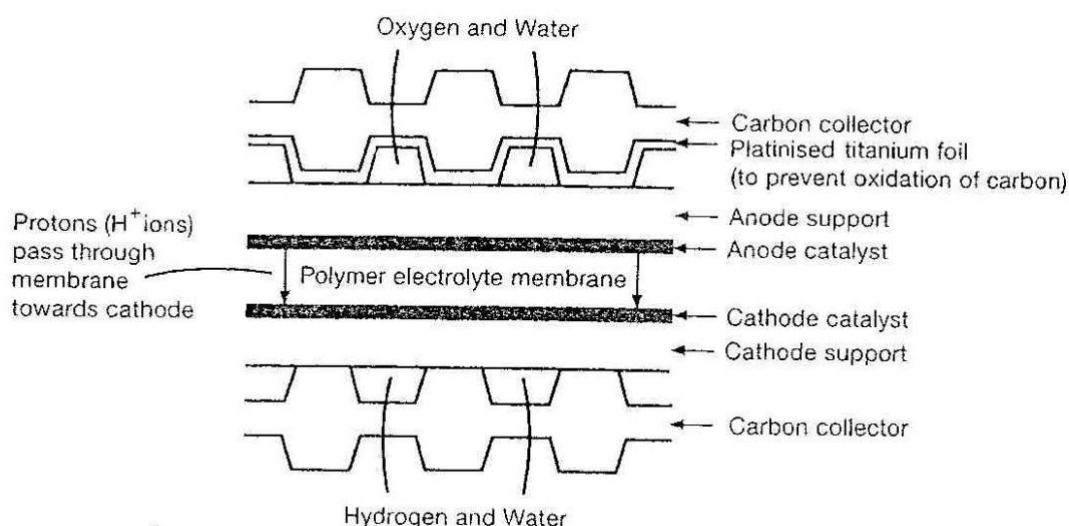 Oxygen and Water
Carbon collector
Platinised titanium foil
(to prevent oxidation of carbon)
Anode support
Protons (H+ions)
pass through
membrane
towards cathode
Anode catalyst
Polymer electrolyte membrane
Cathode catalyst
Cathode support
Carbon collector
Hydrogen and Water